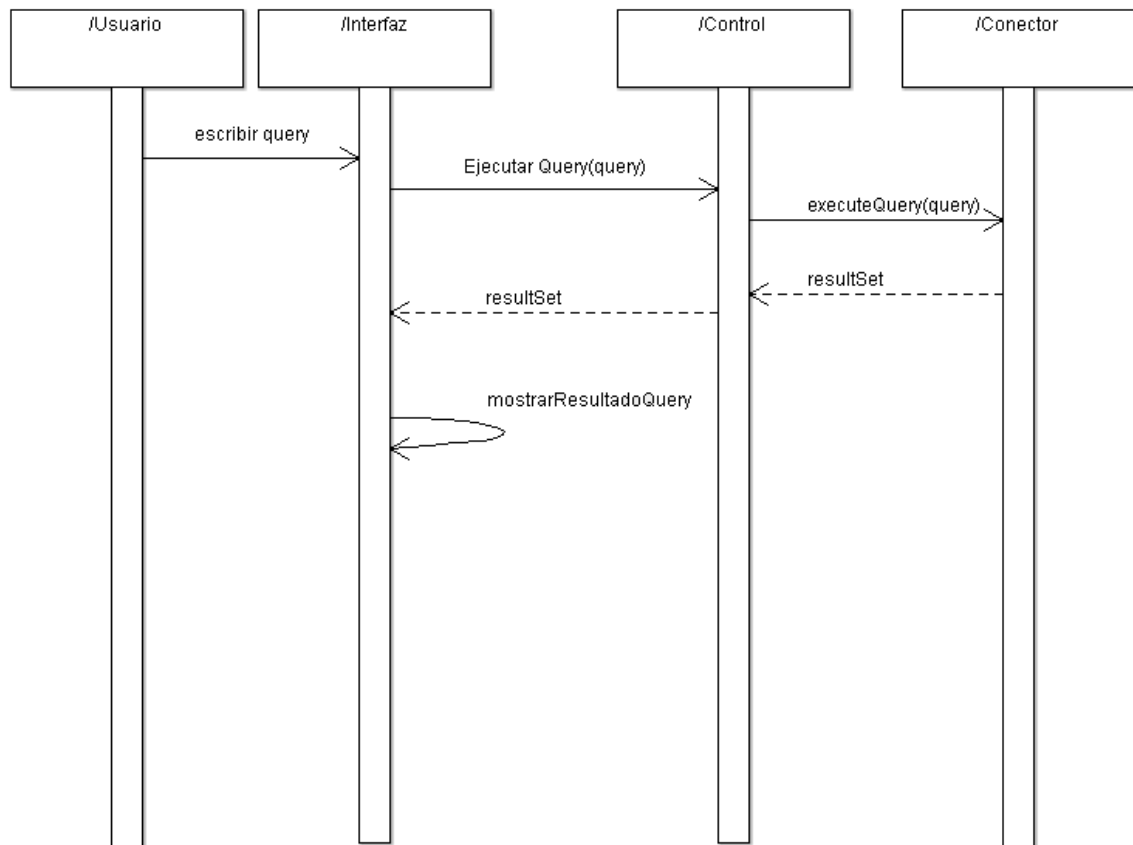 /Usuario
/Interfaz
/Control
/Conector
escribir query
Ejecutar Query(query)
executeQuery(query)
resultSet
resultSet
mostrarResultadoQuery